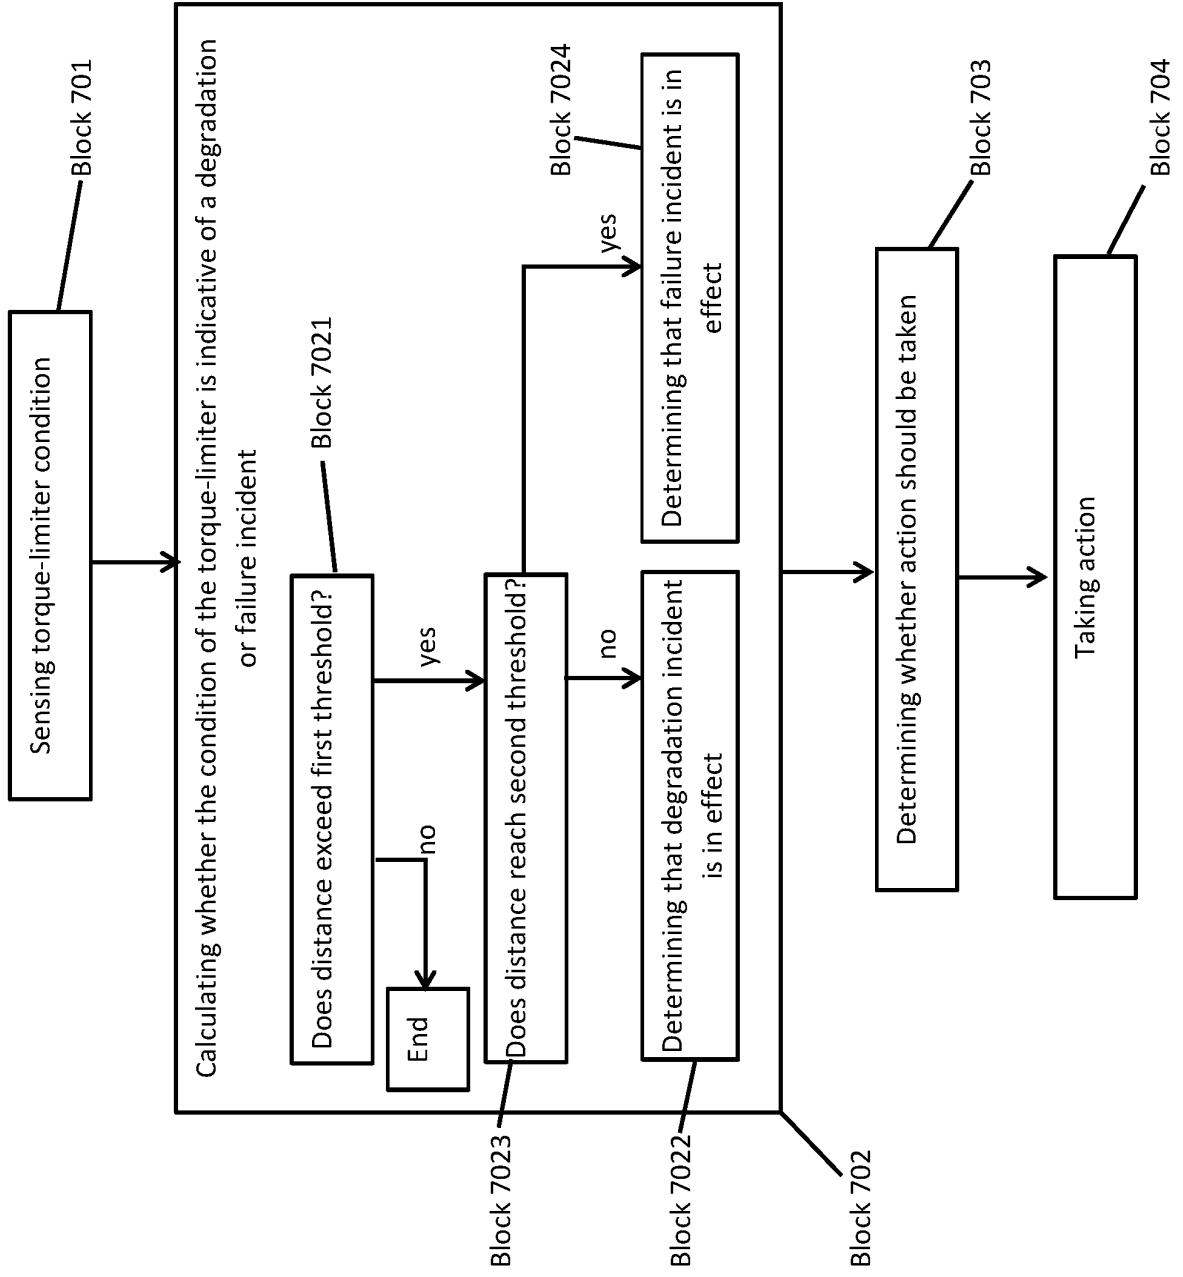 Sensing torque-limiter condition
Block 701
Calculating whether the condition of the torque-limiter is indicative of a degradation
or failure incident
Does distance exceed first threshold?
Block 7021
no
yes
End
Does distance reach second threshold?
Block 7023
no
yes
Determining that degradation incident
is in effect
Block 7022
Determining that failure incident is in
effect
Block 7024
Block 702
Determining whether action should be taken
Block 703
Taking action
Block 704